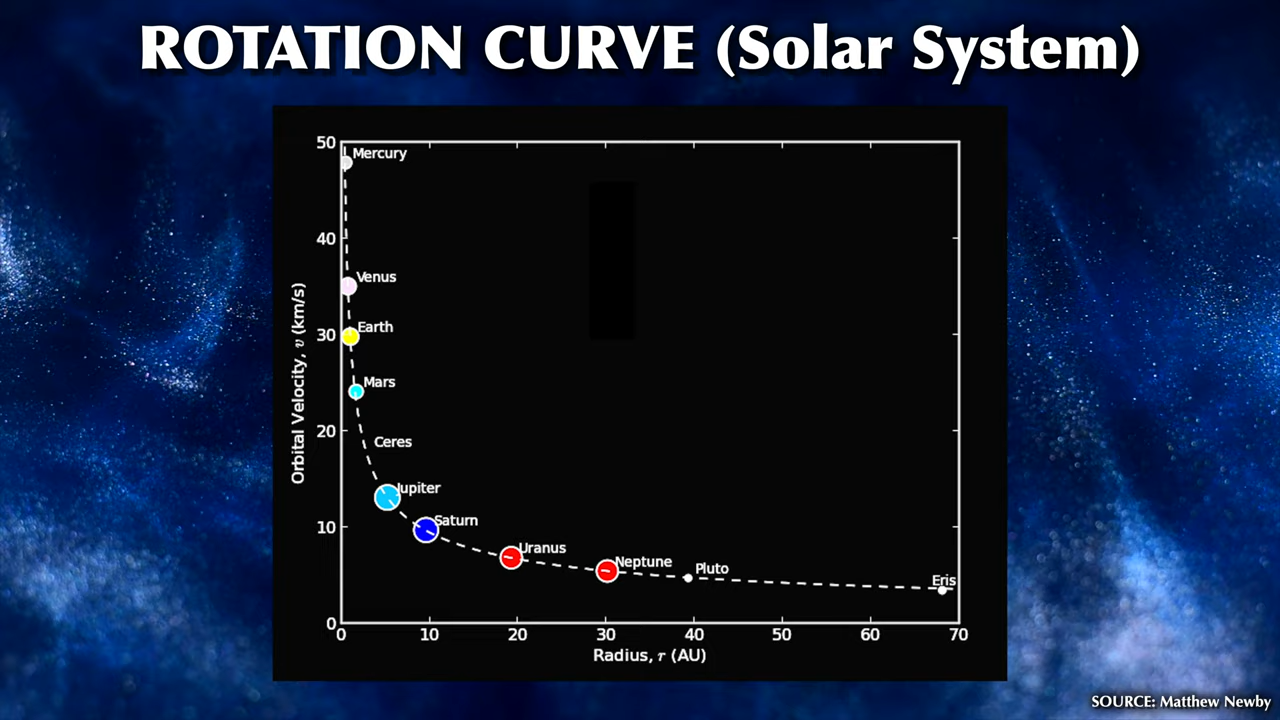 ROTATION CURVE (Solar System)
50
Mercury
40
Venus
Earth
30
Mars
20
Ceres
Jupiter
10
Saturn
Uranus
Neptune
Pluto
Eris
0
0 10 20 30 40 50 60 70
Orbital Velocity, v (km/s)
Radius, r (AU)
SOURCE: Matthew Newby